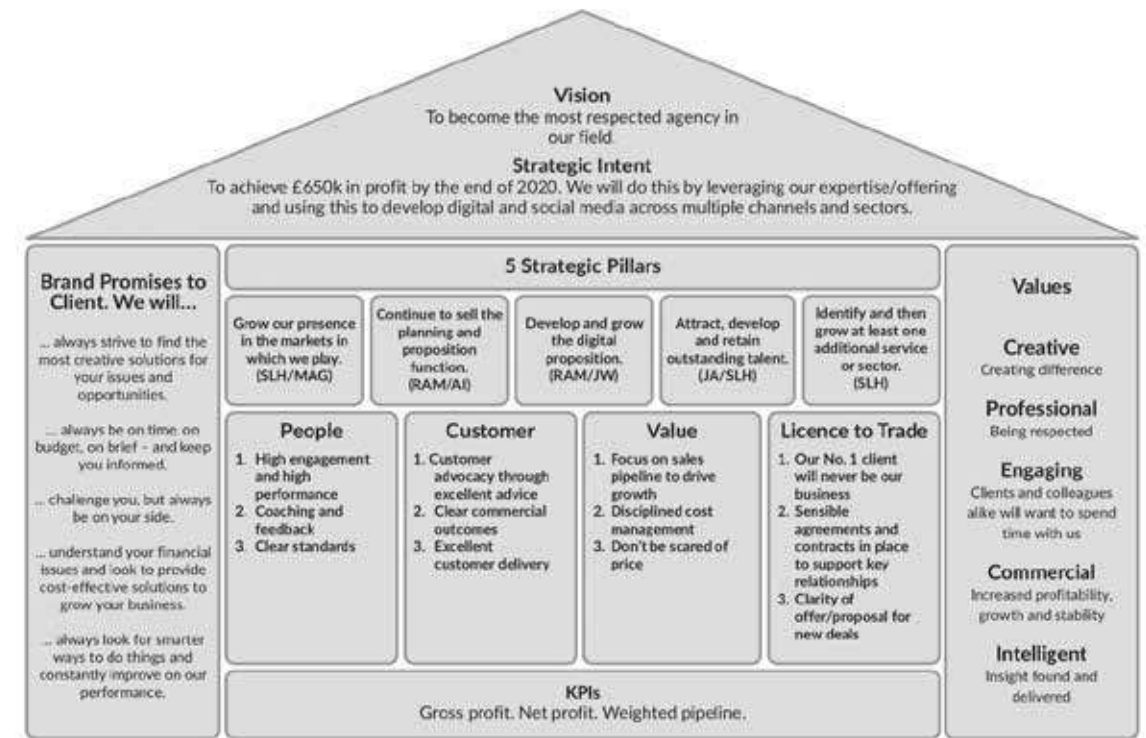 Vision
To become the most respected agency in
our field.
Strategic Intent
To achieve £650k in profit by the end of 2020. We will do this by leveraging our expertise/offering
and using this to develop digital and social media across multiple channels and sectors.
Brand Promises to
Client. We will...
... always strive to find the
most creative solutions for
your issues and
opportunities.
... always be on time, on
budget, on brief – and keep
you informed.
... challenge you, but always
be on your side.
... understand your financial
issues and look to provide
cost-effective solutions to
grow your business.
... always look for smarter
ways to do things and
constantly improve on our
performance.
5 Strategic Pillars
Grow our presence
in the markets in
which we play.
(SLH/MAG)
Continue to sell the
planning and
proposition
function.
(RAM/AI)
Develop and grow
the digital
proposition.
(RAM/JW)
Attract, develop
and retain
outstanding talent.
(JA/SLH)
Identify and then
grow at least one
additional service
or sector.
(SLH)
People
1. High engagement
and high
performance
2. Coaching and
feedback
3. Clear standards
Customer
1. Customer
advocacy through
excellent advice
2. Clear commercial
outcomes
3. Excellent
customer delivery
Value
1. Focus on sales
pipeline to drive
growth
2. Disciplined cost
management
3. Don't be scared of
price
Licence to Trade
1. Our No. 1 client
will never be our
business
2. Sensible
agreements and
contracts in place
to support key
relationships
3. Clarity of
offer/proposal for
new deals
KPIs
Gross profit. Net profit. Weighted pipeline.
Values
Creative
Creating difference
Professional
Being respected
Engaging
Clients and colleagues
alike will want to spend
time with us
Commercial
Increased profitability,
growth and stability
Intelligent
Insight found and
delivered